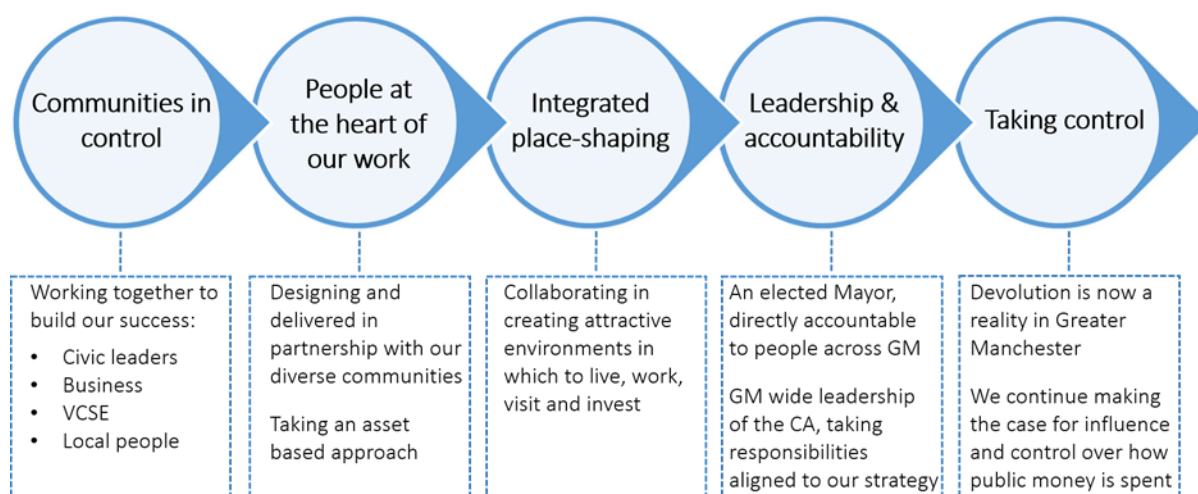 Communities in
control
People at
the heart of
our work
Integrated
place-shaping
Leadership &
accountability
Taking control
Working together to
build our success:
• Civic leaders
• Business
• VCSE
• Local people
Designing and
delivered in
partnership with our
diverse communities
Taking an asset
based approach
Collaborating in
creating attractive
environments in
which to live, work,
visit and invest
An elected Mayor,
directly accountable
to people across GM
GM wide leadership
of the CA, taking
responsibilities
aligned to our strategy
Devolution is now a
reality in Greater
Manchester
We continue making
the case for influence
and control over how
public money is spent